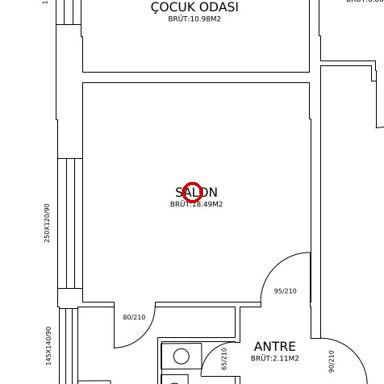 ÇOCUK ODASI
BRÜT:10.98M2
SALON
BRÜT:18.49M2
250X120/90
95/210
80/210
145X140/90
65/210
ANTRE
BRÜT:2.11M2
90/210